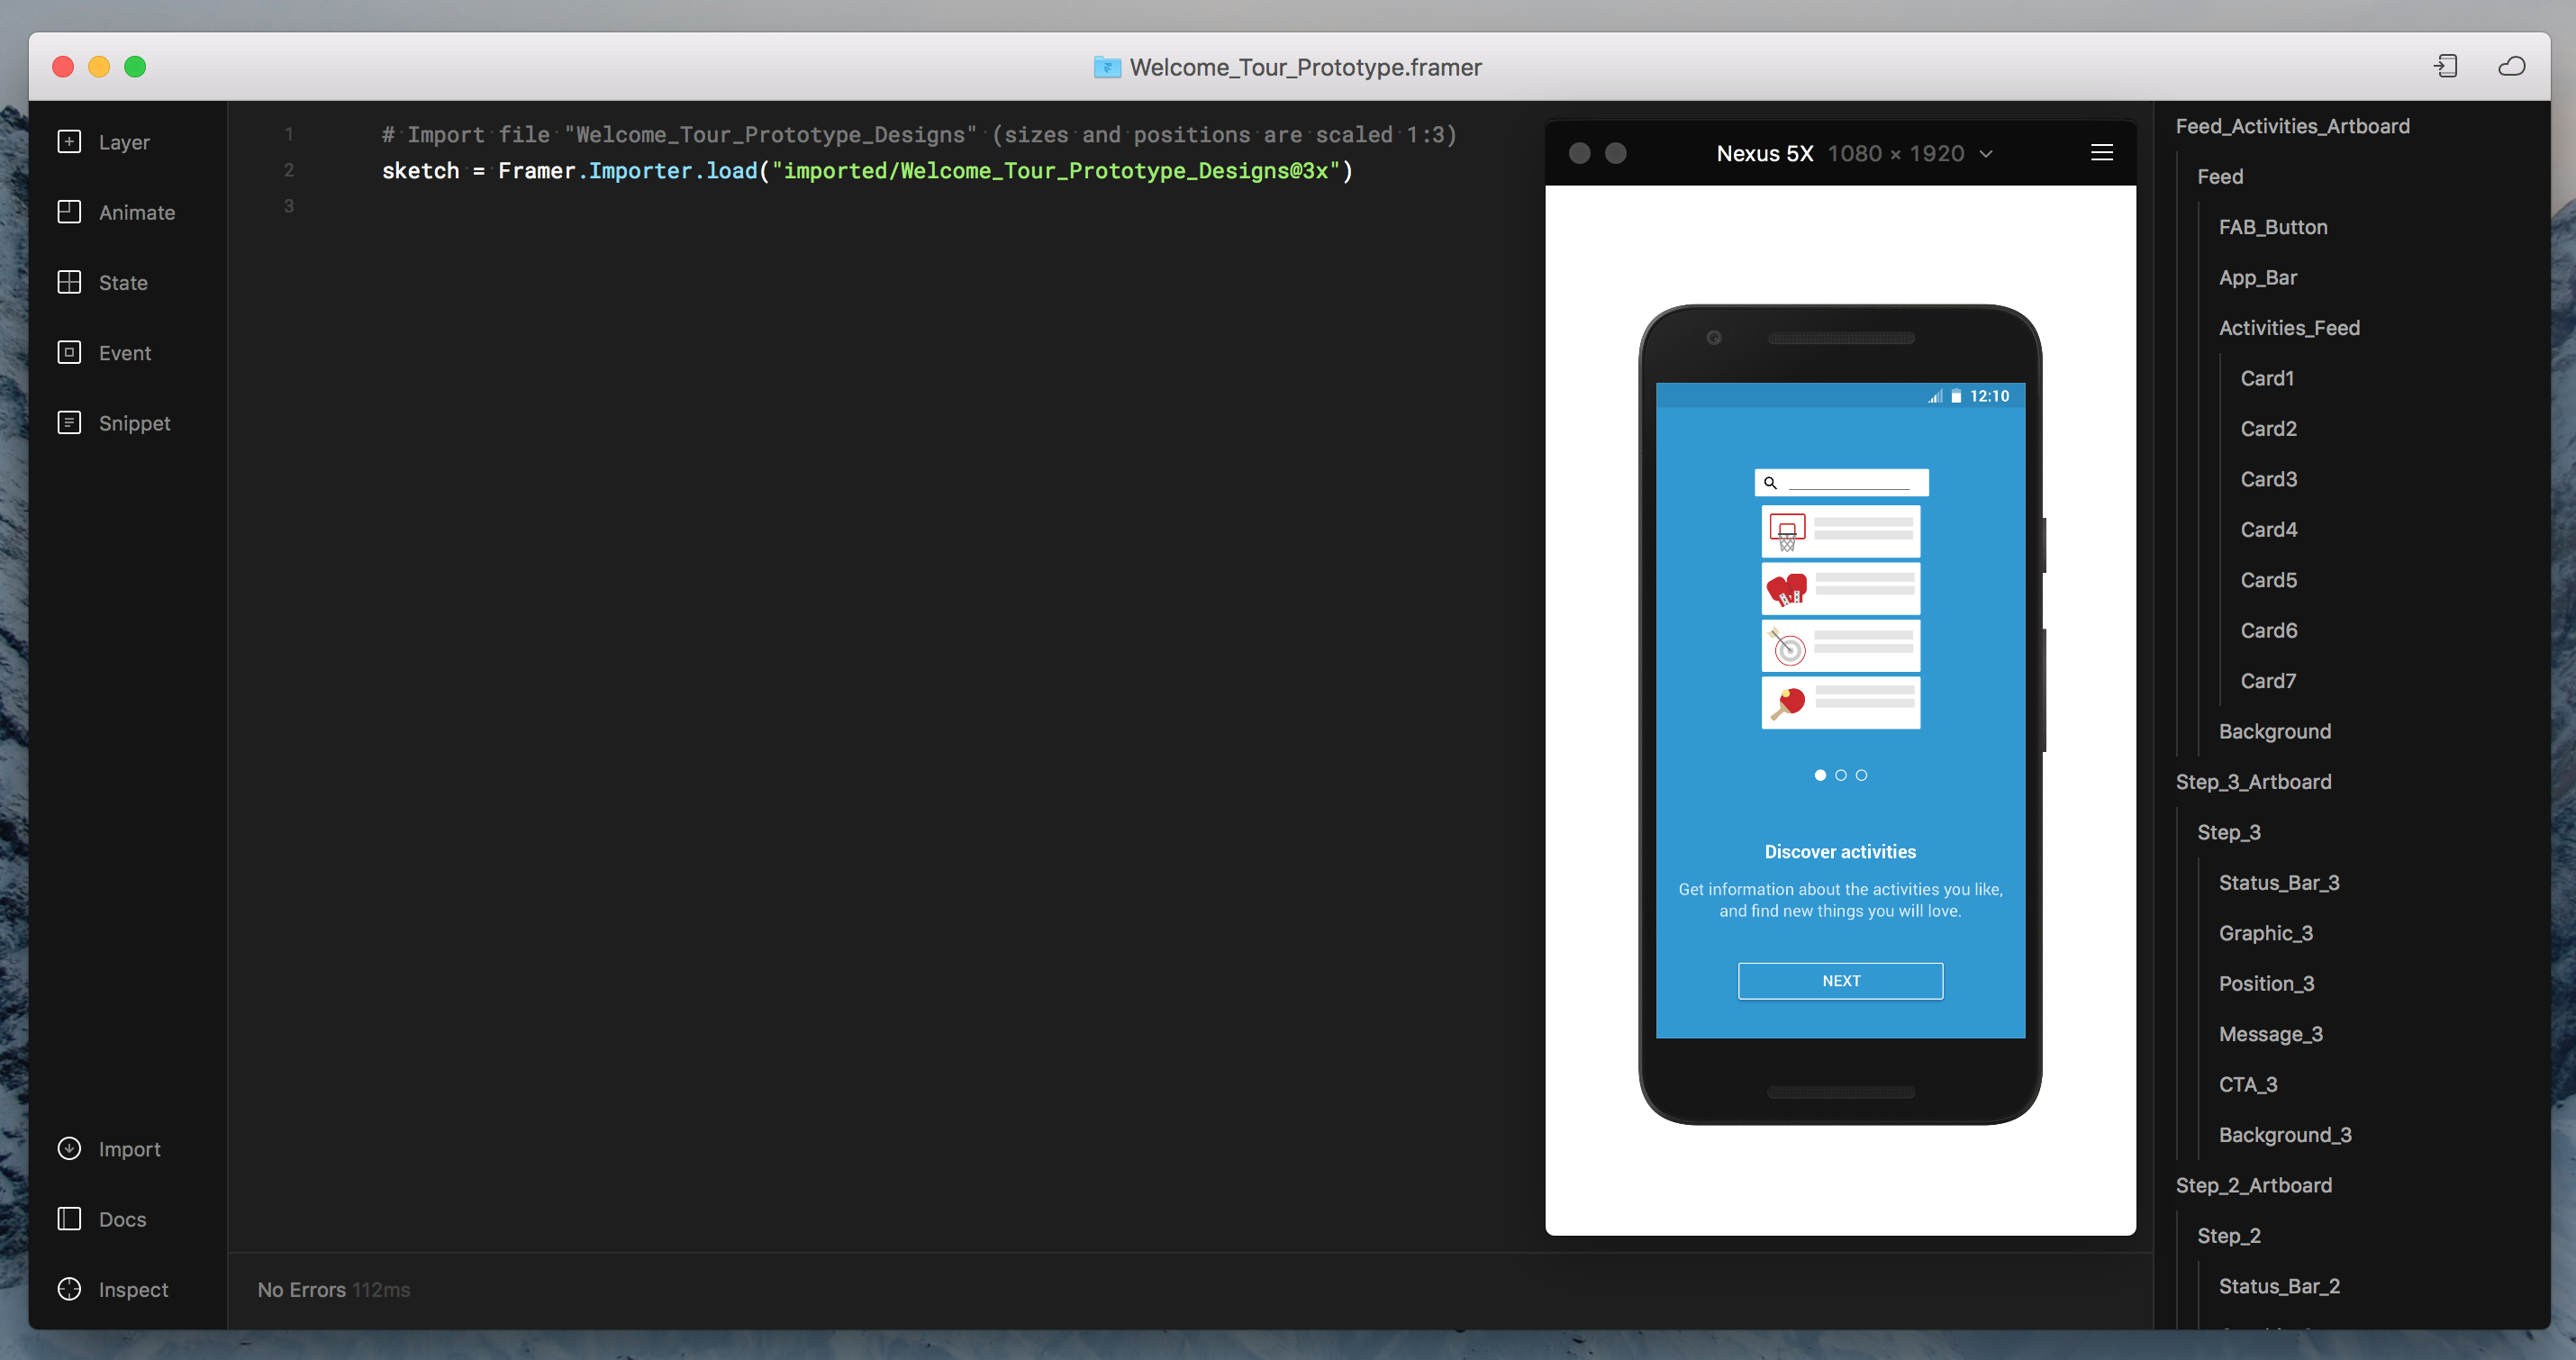 Welcome_Tour_Prototype.framer
Layer
Animate
State
Event
Snippet
Import
Docs
Inspect
1 # Import file "Welcome_Tour_Prototype_Designs" (sizes and positions are scaled 1:3)
2 sketch = Framer.Importer.load("imported/Welcome_Tour_Prototype_Designs@3x")
3
No Errors 112ms
Nexus 5X 1080 × 1920
12:10
Discover activities
Get information about the activities you like,
and find new things you will love.
NEXT
Feed_Activities_Artboard
Feed
FAB_Button
App_Bar
Activities_Feed
Card1
Card2
Card3
Card4
Card5
Card6
Card7
Background
Step_3_Artboard
Step_3
Status_Bar_3
Graphic_3
Position_3
Message_3
CTA_3
Background_3
Step_2_Artboard
Step_2
Status_Bar_2